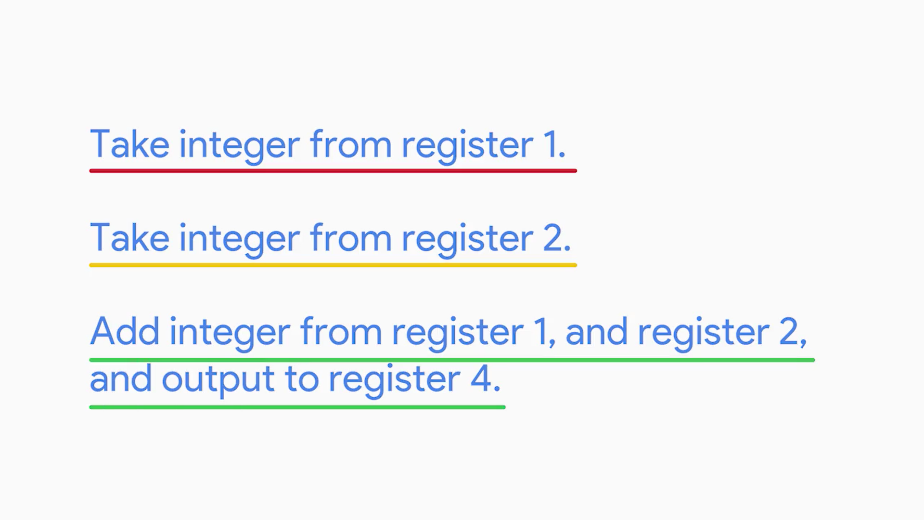 Take integer from register 1.
Take integer from register 2.
Add integer from register 1, and register 2,
and output to register 4.